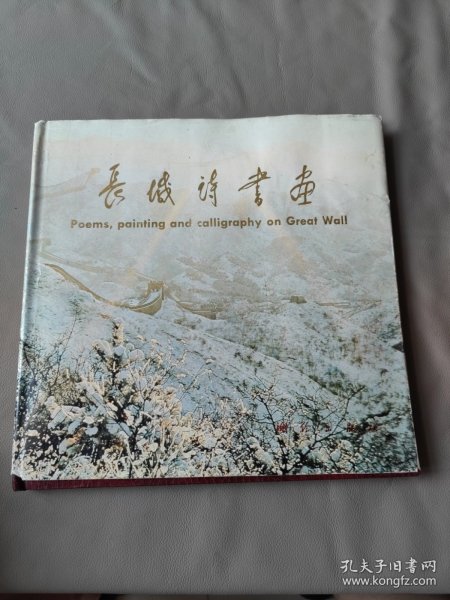 長城詩書画
Poems, painting and calligraphy on Great Wall
孔夫子旧书网
www.kongfz.com